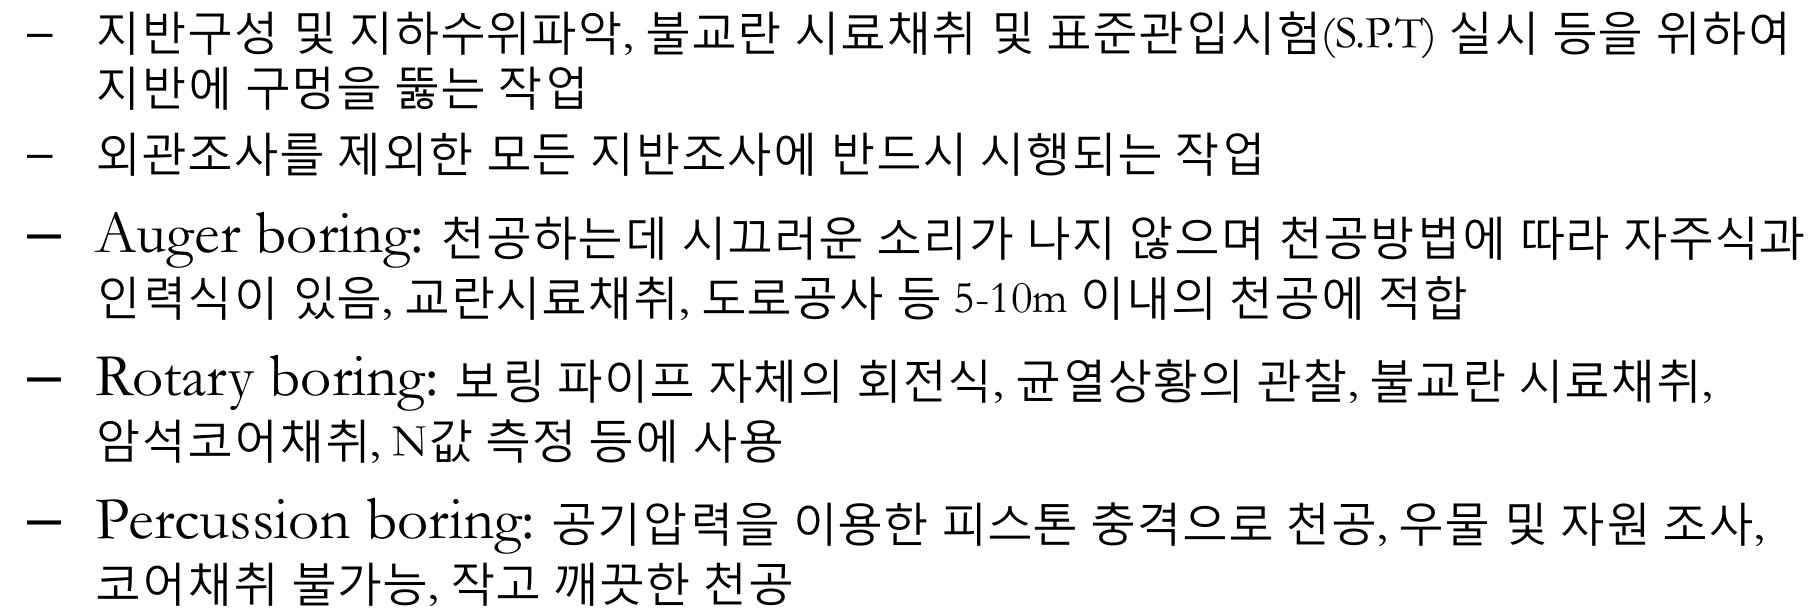 – 지반구성 및 지하수위파악, 불교란 시료채취 및 표준관입시험(S.P.T) 실시 등을 위하여
지반에 구멍을 뚫는 작업
– 외관조사를 제외한 모든 지반조사에 반드시 시행되는 작업
– Auger boring: 천공하는데 시끄러운 소리가 나지 않으며 천공방법에 따라 자주식과
인력식이 있음, 교란시료채취, 도로공사 등 5-10m 이내의 천공에 적합
– Rotary boring: 보링 파이프 자체의 회전식, 균열상황의 관찰, 불교란 시료채취,
암석코어채취, N값 측정 등에 사용
– Percussion boring: 공기압력을 이용한 피스톤 충격으로 천공, 우물 및 자원 조사,
코어채취 불가능, 작고 깨끗한 천공